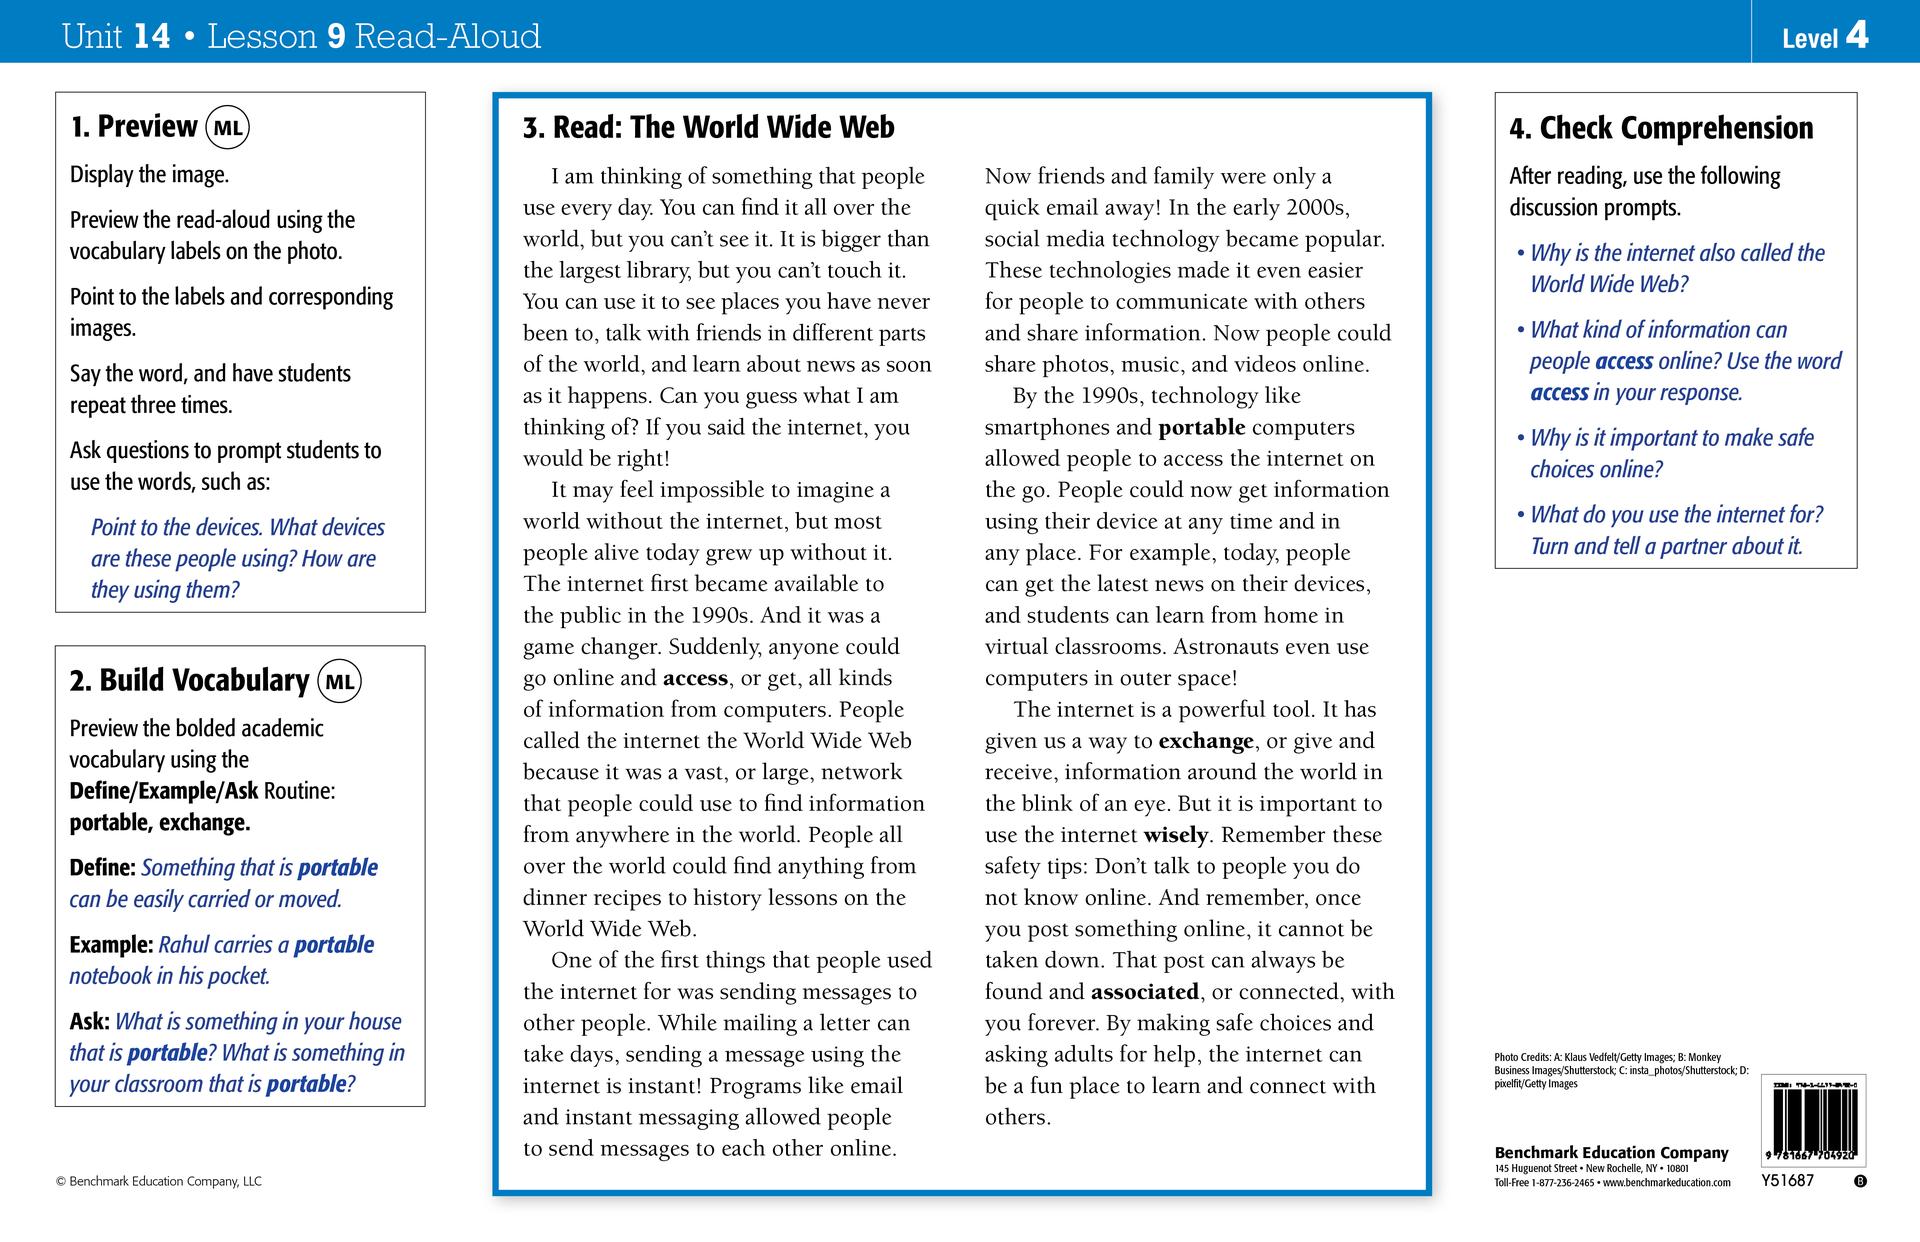 Unit 14 • Lesson 9 Read-Aloud
Level 4
1. Preview ML
Display the image.
Preview the read-aloud using the
vocabulary labels on the photo.
Point to the labels and corresponding
images.
Say the word, and have students
repeat three times.
Ask questions to prompt students to
use the words, such as:
Point to the devices. What devices
are these people using? How are
they using them?
2. Build Vocabulary ML
Preview the bolded academic
vocabulary using the
Define/Example/Ask Routine:
portable, exchange.
Define: Something that is portable
can be easily carried or moved.
Example: Rahul carries a portable
notebook in his pocket.
Ask: What is something in your house
that is portable? What is something in
your classroom that is portable?
© Benchmark Education Company, LLC
3. Read: The World Wide Web
I am thinking of something that people
use every day. You can find it all over the
world, but you can't see it. It is bigger than
the largest library, but you can't touch it.
You can use it to see places you have never
been to, talk with friends in different parts
of the world, and learn about news as soon
as it happens. Can you guess what I am
thinking of? If you said the internet, you
would be right!
It may feel impossible to imagine a
world without the internet, but most
people alive today grew up without it.
The internet first became available to
the public in the 1990s. And it was a
game changer. Suddenly, anyone could
go online and access, or get, all kinds
of information from computers. People
called the internet the World Wide Web
because it was a vast, or large, network
that people could use to find information
from anywhere in the world. People all
over the world could find anything from
dinner recipes to history lessons on the
World Wide Web.
One of the first things that people used
the internet for was sending messages to
other people. While mailing a letter can
take days, sending a message using the
internet is instant! Programs like email
and instant messaging allowed people
to send messages to each other online.
Now friends and family were only a
quick email away! In the early 2000s,
social media technology became popular.
These technologies made it even easier
for people to communicate with others
and share information. Now people could
share photos, music, and videos online.
By the 1990s, technology like
smartphones and portable computers
allowed people to access the internet on
the go. People could now get information
using their device at any time and in
any place. For example, today, people
can get the latest news on their devices,
and students can learn from home in
virtual classrooms. Astronauts even use
computers in outer space!
The internet is a powerful tool. It has
given us a way to exchange, or give and
receive, information around the world in
the blink of an eye. But it is important to
use the internet wisely. Remember these
safety tips: Don't talk to people you do
not know online. And remember, once
you post something online, it cannot be
taken down. That post can always be
found and associated, or connected, with
you forever. By making safe choices and
asking adults for help, the internet can
be a fun place to learn and connect with
others.
4. Check Comprehension
After reading, use the following
discussion prompts.
• Why is the internet also called the
World Wide Web?
• What kind of information can
people access online? Use the word
access in your response.
• Why is it important to make safe
choices online?
• What do you use the internet for?
Turn and tell a partner about it.
Photo Credits: A: Klaus Vedfelt/Getty Images; B: Monkey
Business Images/Shutterstock; C: insta_photos/Shutterstock; D:
pixelfit/Getty Images
Benchmark Education Company
145 Huguenot Street • New Rochelle, NY • 10801
Toll-Free 1-877-236-2465 • www.benchmarkeducation.com
9 781667 704920
Y51687
B